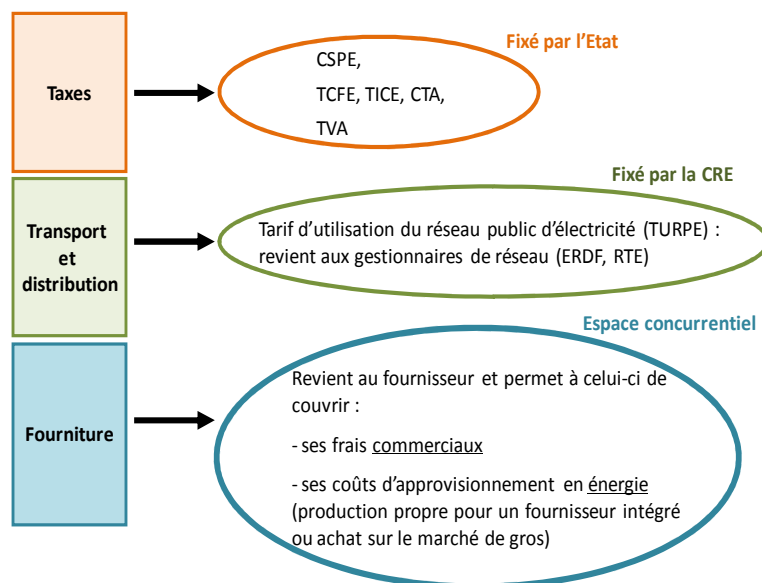 Fixé par l'Etat
Taxes
CSPE,
TCFE, TICE, CTA,
TVA
Fixé par la CRE
Transport
et
distribution
Tarif d'utilisation du réseau public d'électricité (TURPE) :
revient aux gestionnaires de réseau (ERDF, RTE)
Espace concurrentiel
Fourniture
Revient au fournisseur et permet à celui-ci de
couvrir :
- ses frais commerciaux
- ses coûts d'approvisionnement en énergie
(production propre pour un fournisseur intégré
ou achat sur le marché de gros)